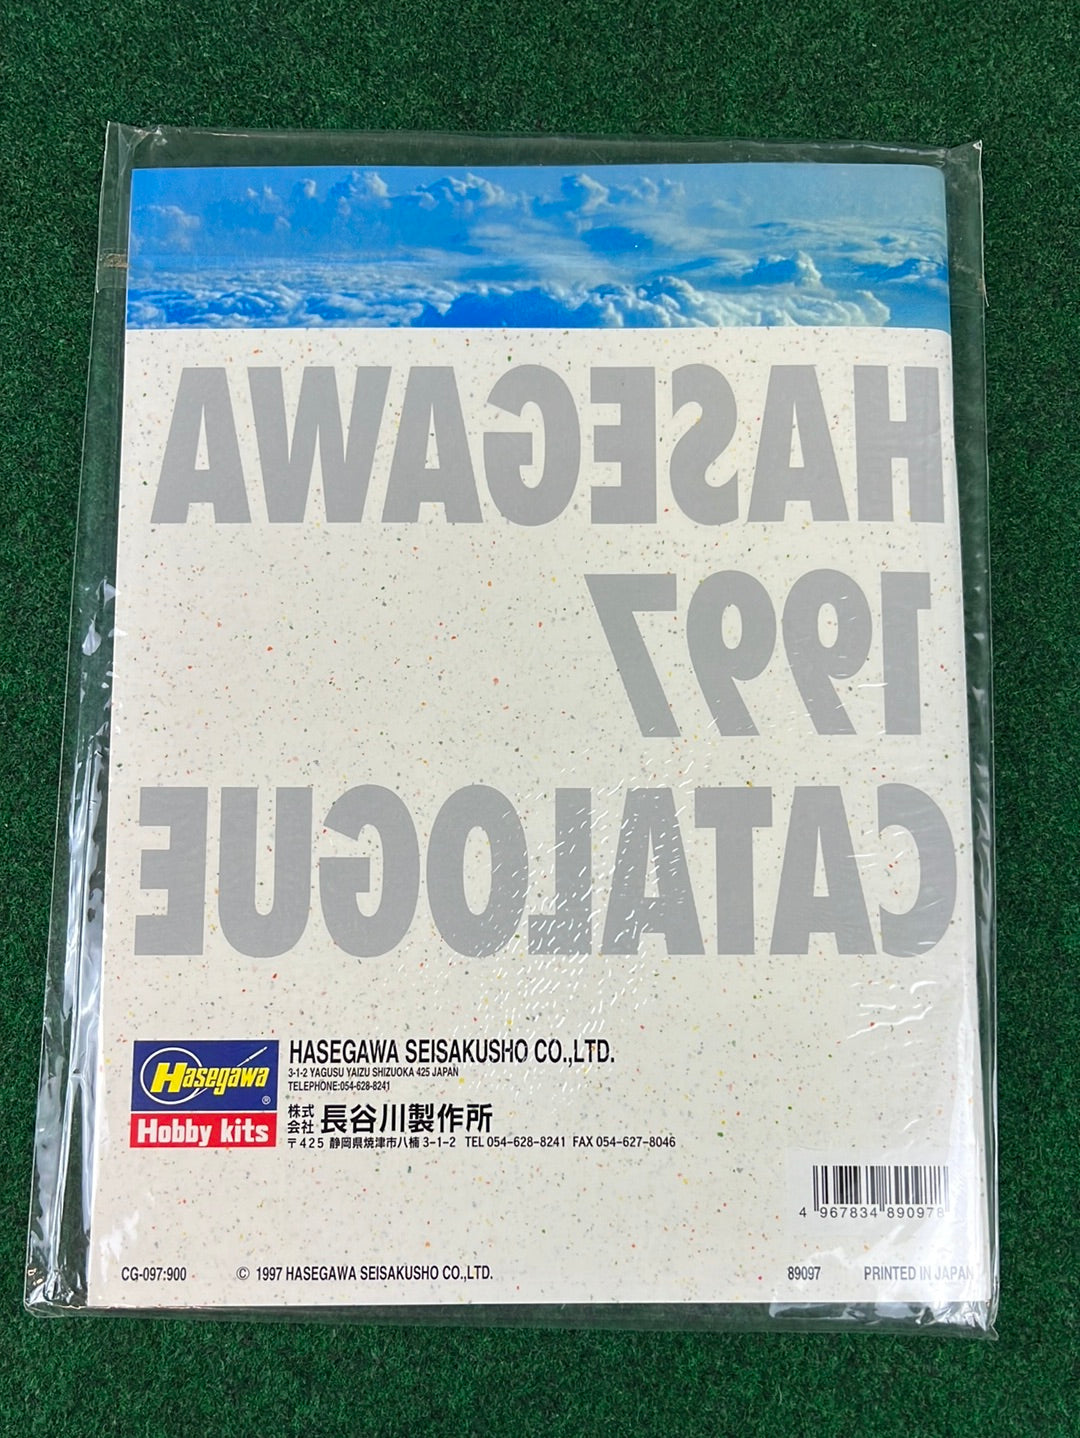 HASEGAWA
1997
CATALOGUE
Hasegawa
®
Hobby kits
HASEGAWA SEISAKUSHO CO.,LTD.
3-1-2 YAGUSU YAIZU SHIZUOKA 425 JAPAN
TELEPHONE:054-628-8241
株式会社 長谷川製作所
〒425 静岡県焼津市八楠 3-1-2 TEL 054-628-8241 FAX 054-627-8046
4 967834 890978
CG-097:900 © 1997 HASEGAWA SEISAKUSHO CO.,LTD. 89097 PRINTED IN JAPAN